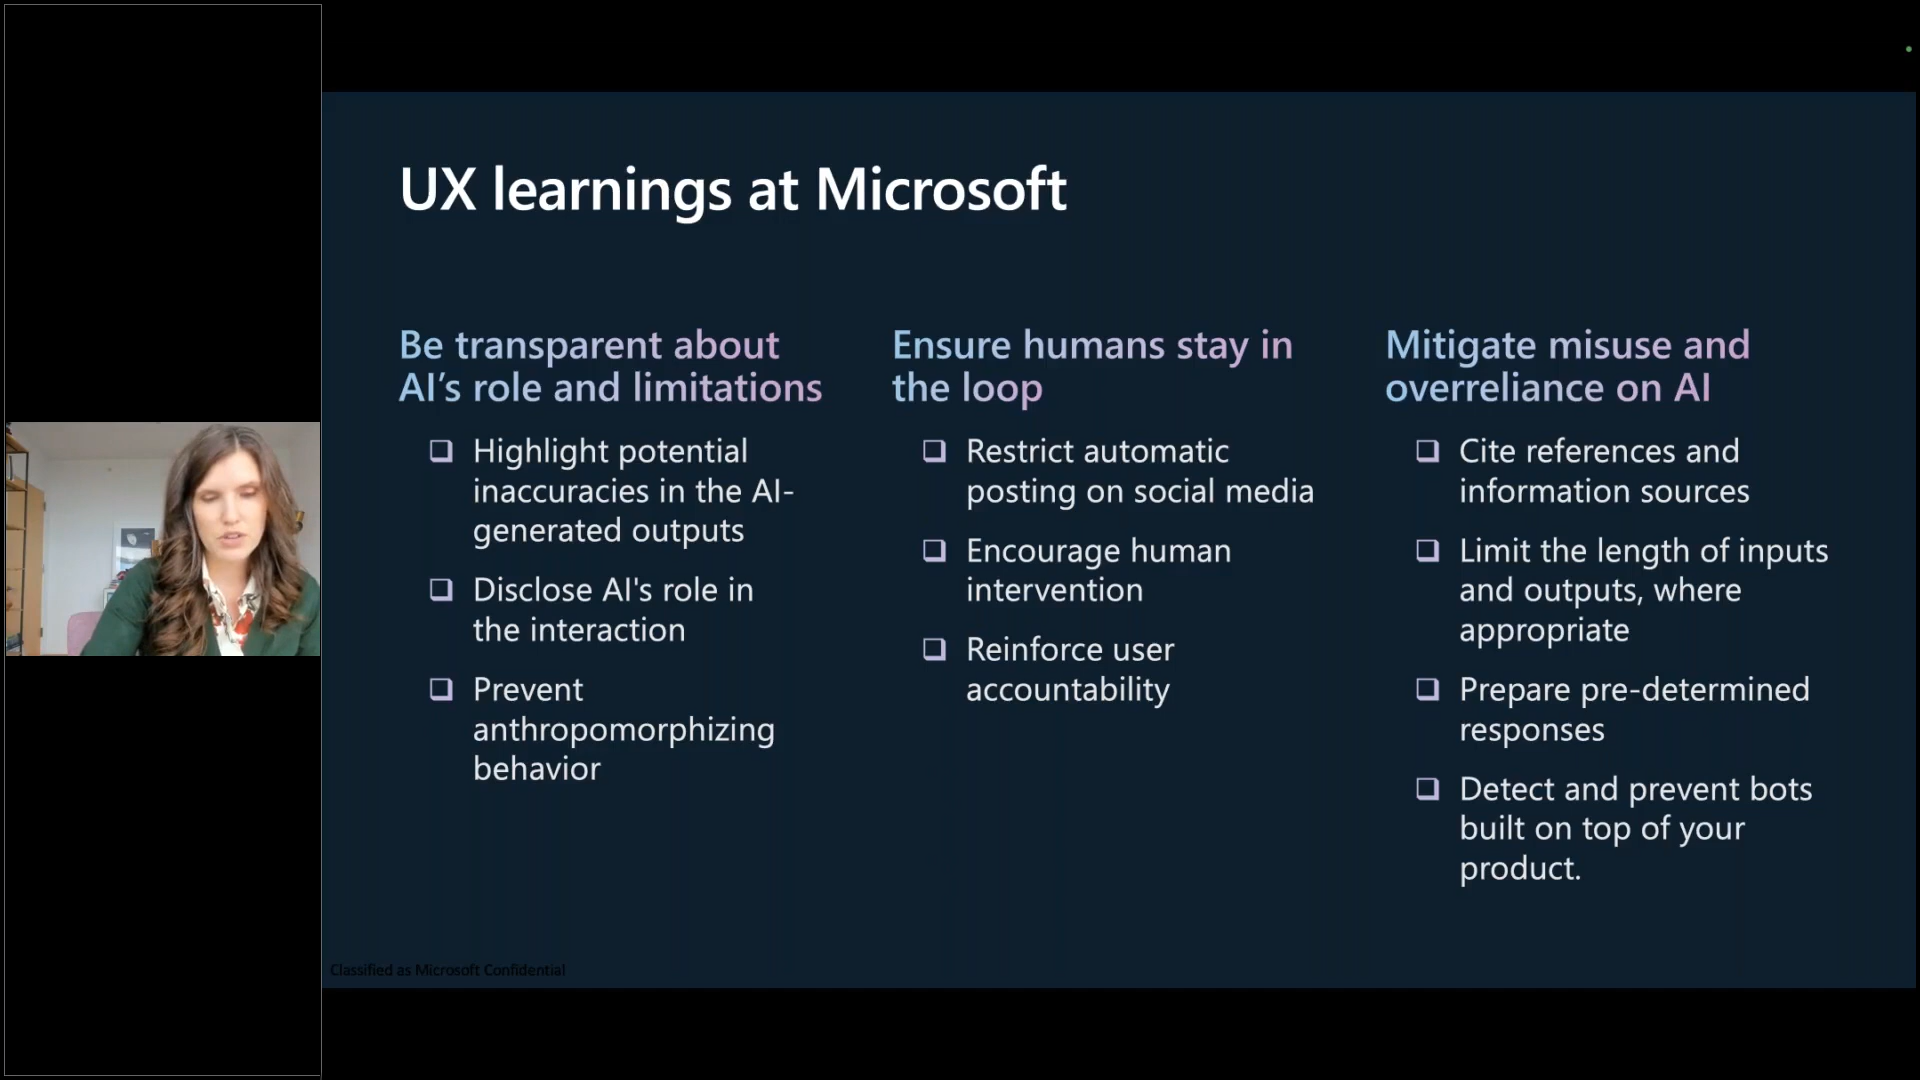 UX learnings at Microsoft
Be transparent about
AI’s role and limitations
Highlight potential
inaccuracies in the AI-
generated outputs
Disclose AI's role in
the interaction
Prevent
anthropomorphizing
behavior
Ensure humans stay in
the loop
Restrict automatic
posting on social media
Encourage human
intervention
Reinforce user
accountability
Mitigate misuse and
overreliance on AI
Cite references and
information sources
Limit the length of inputs
and outputs, where
appropriate
Prepare pre-determined
responses
Detect and prevent bots
built on top of your
product.
Classified as Microsoft Confidential